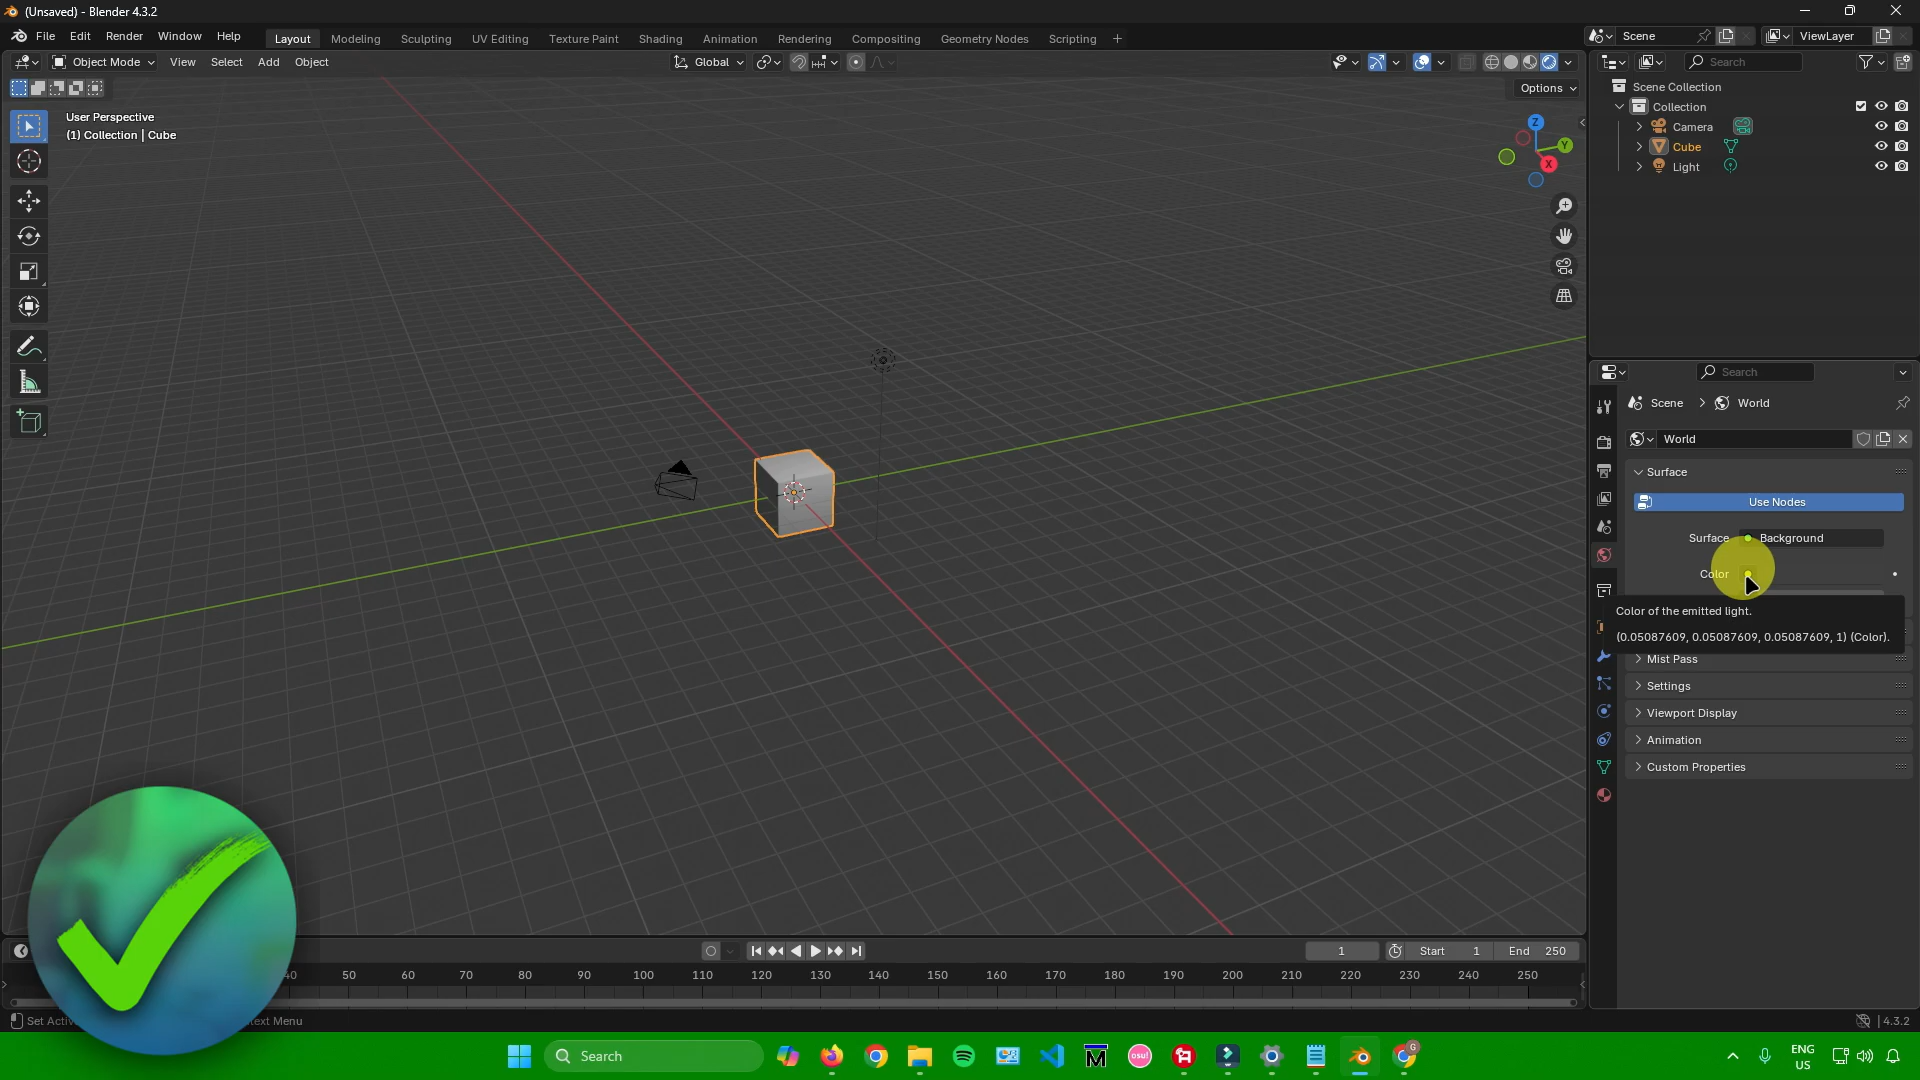 (Unsaved) - Blender 4.3.2
File Edit Render Window Help
Layout Modeling Sculpting UV Editing Texture Paint Shading Animation Rendering Compositing Geometry Nodes Scripting +
Scene
ViewLayer
Object Mode View Select Add Object
Global
Search
Options
User Perspective
(1) Collection | Cube
Z
Y
X
Scene Collection
Collection
Camera
Cube
Light
Search
Scene > World
World
Surface
Use Nodes
Surface Background
Color
Color of the emitted light.
(0.05087609, 0.05087609, 0.05087609, 1) (Color).
Mist Pass
Settings
Viewport Display
Animation
Custom Properties
1 Start 1 End 250
40 50 60 70 80 90 100 110 120 130 140 150 160 170 180 190 200 210 220 230 240 250
Set Activ
text Menu
4.3.2
Search
osu!
G
ENG
US